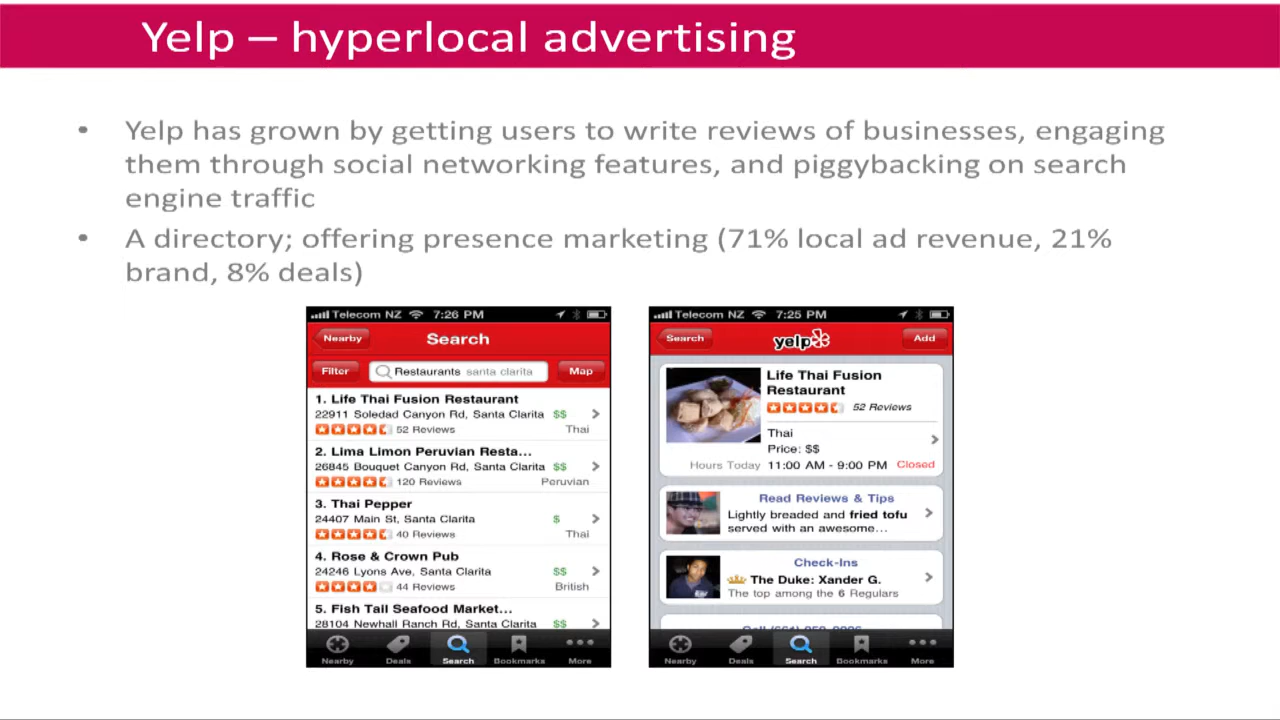 Yelp – hyperlocal advertising
• Yelp has grown by getting users to write reviews of businesses, engaging
them through social networking features, and piggybacking on search
engine traffic
• A directory; offering presence marketing (71% local ad revenue, 21%
brand, 8% deals)
Telecom NZ 7:26 PM
Nearby Search
Filter Restaurants santa clarita Map
1. Life Thai Fusion Restaurant
22911 Soledad Canyon Rd, Santa Clarita $$
52 Reviews Thai
2. Lima Limon Peruvian Resta...
26845 Bouquet Canyon Rd, Santa Clarita $$
120 Reviews Peruvian
3. Thai Pepper
24407 Main St, Santa Clarita $
40 Reviews Thai
4. Rose & Crown Pub
24246 Lyons Ave, Santa Clarita $$
44 Reviews British
5. Fish Tail Seafood Market...
28104 Newhall Ranch Rd, Santa Clarita $$
Nearby Deals Search Bookmarks More
Telecom NZ 7:25 PM
Search yelp Add
Life Thai Fusion
Restaurant
52 Reviews
Thai
Price: $$
Hours Today 11:00 AM - 9:00 PM Closed
Read Reviews & Tips
Lightly breaded and fried tofu
served with an awesome...
Check-Ins
The Duke: Xander G.
The top among the 6 Regulars
Nearby Deals Search Bookmarks More